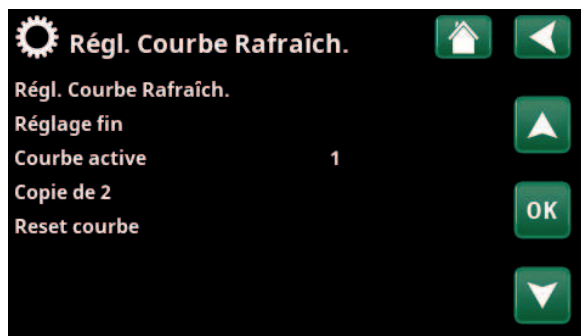 Régl. Courbe Rafraîch.
Régl. Courbe Rafraîch.
Réglage fin
Courbe active 1
Copie de 2
Reset courbe
OK